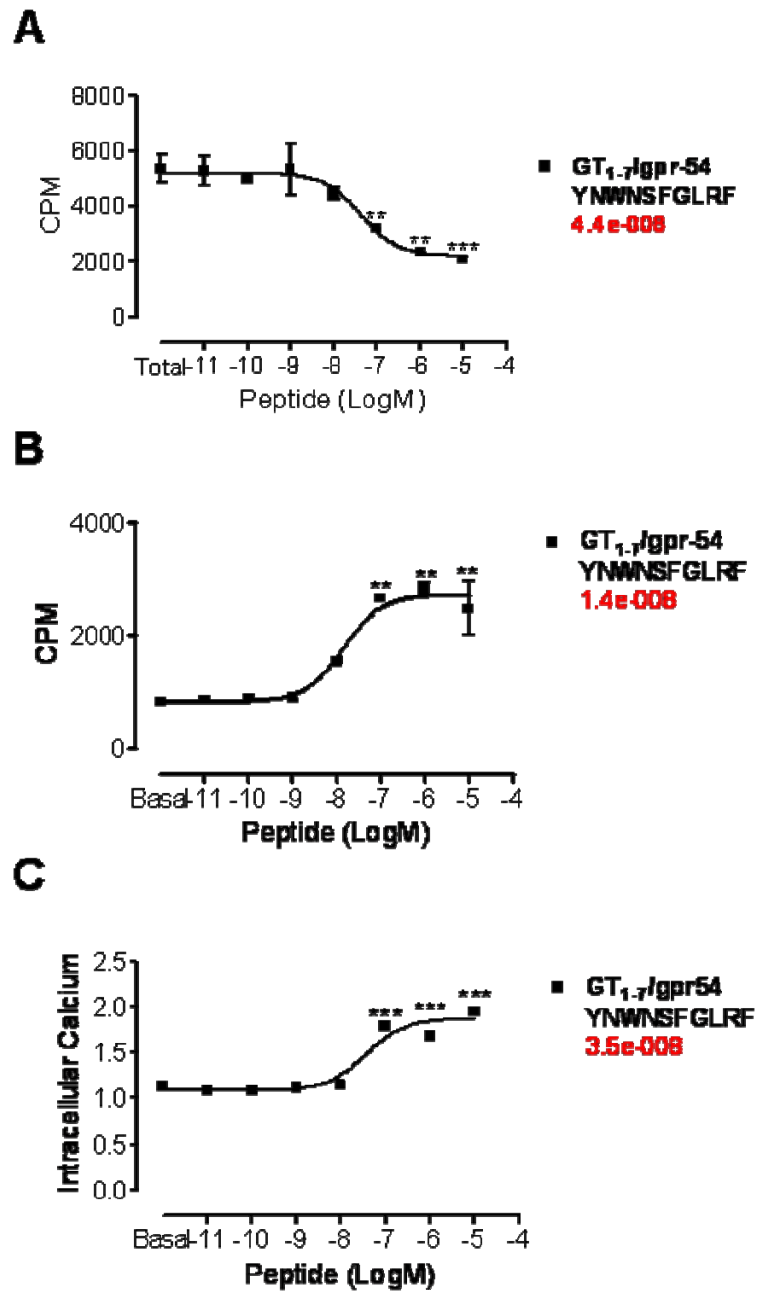 A
8000
6000
4000
2000
0
CPM
** ** ***
Total -11 -10 -9 -8 -7 -6 -5 -4
Peptide (LogM)
GT1-7/gpr-54
YNWNSFGLRF
4.4e-008
B
4000
2000
0
CPM
** ** **
Basal -11 -10 -9 -8 -7 -6 -5 -4
Peptide (LogM)
GT1-7/gpr-54
YNWNSFGLRF
1.4e-008
C
2.5
2.0
1.5
1.0
0.5
0.0
Intracellular Calcium
*** *** ***
Basal -11 -10 -9 -8 -7 -6 -5 -4
Peptide (LogM)
GT1-7/gpr54
YNWNSFGLRF
3.5e-008